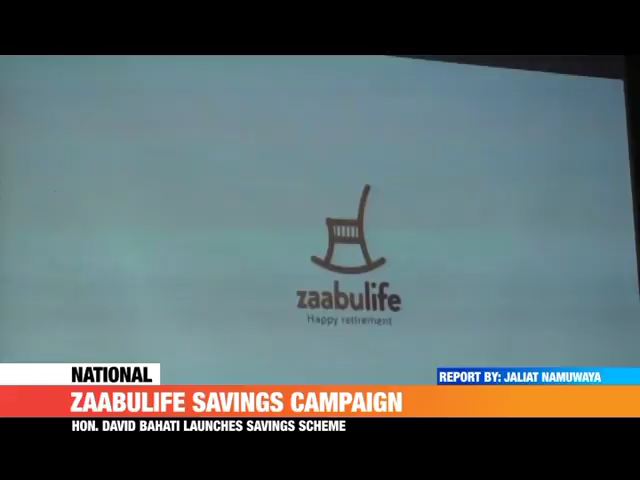 zaabulife
Happy retirement
NATIONAL
REPORT BY: JALIAT NAMUWAYA
ZAABULIFE SAVINGS CAMPAIGN
HON. DAVID BAHATI LAUNCHES SAVINGS SCHEME